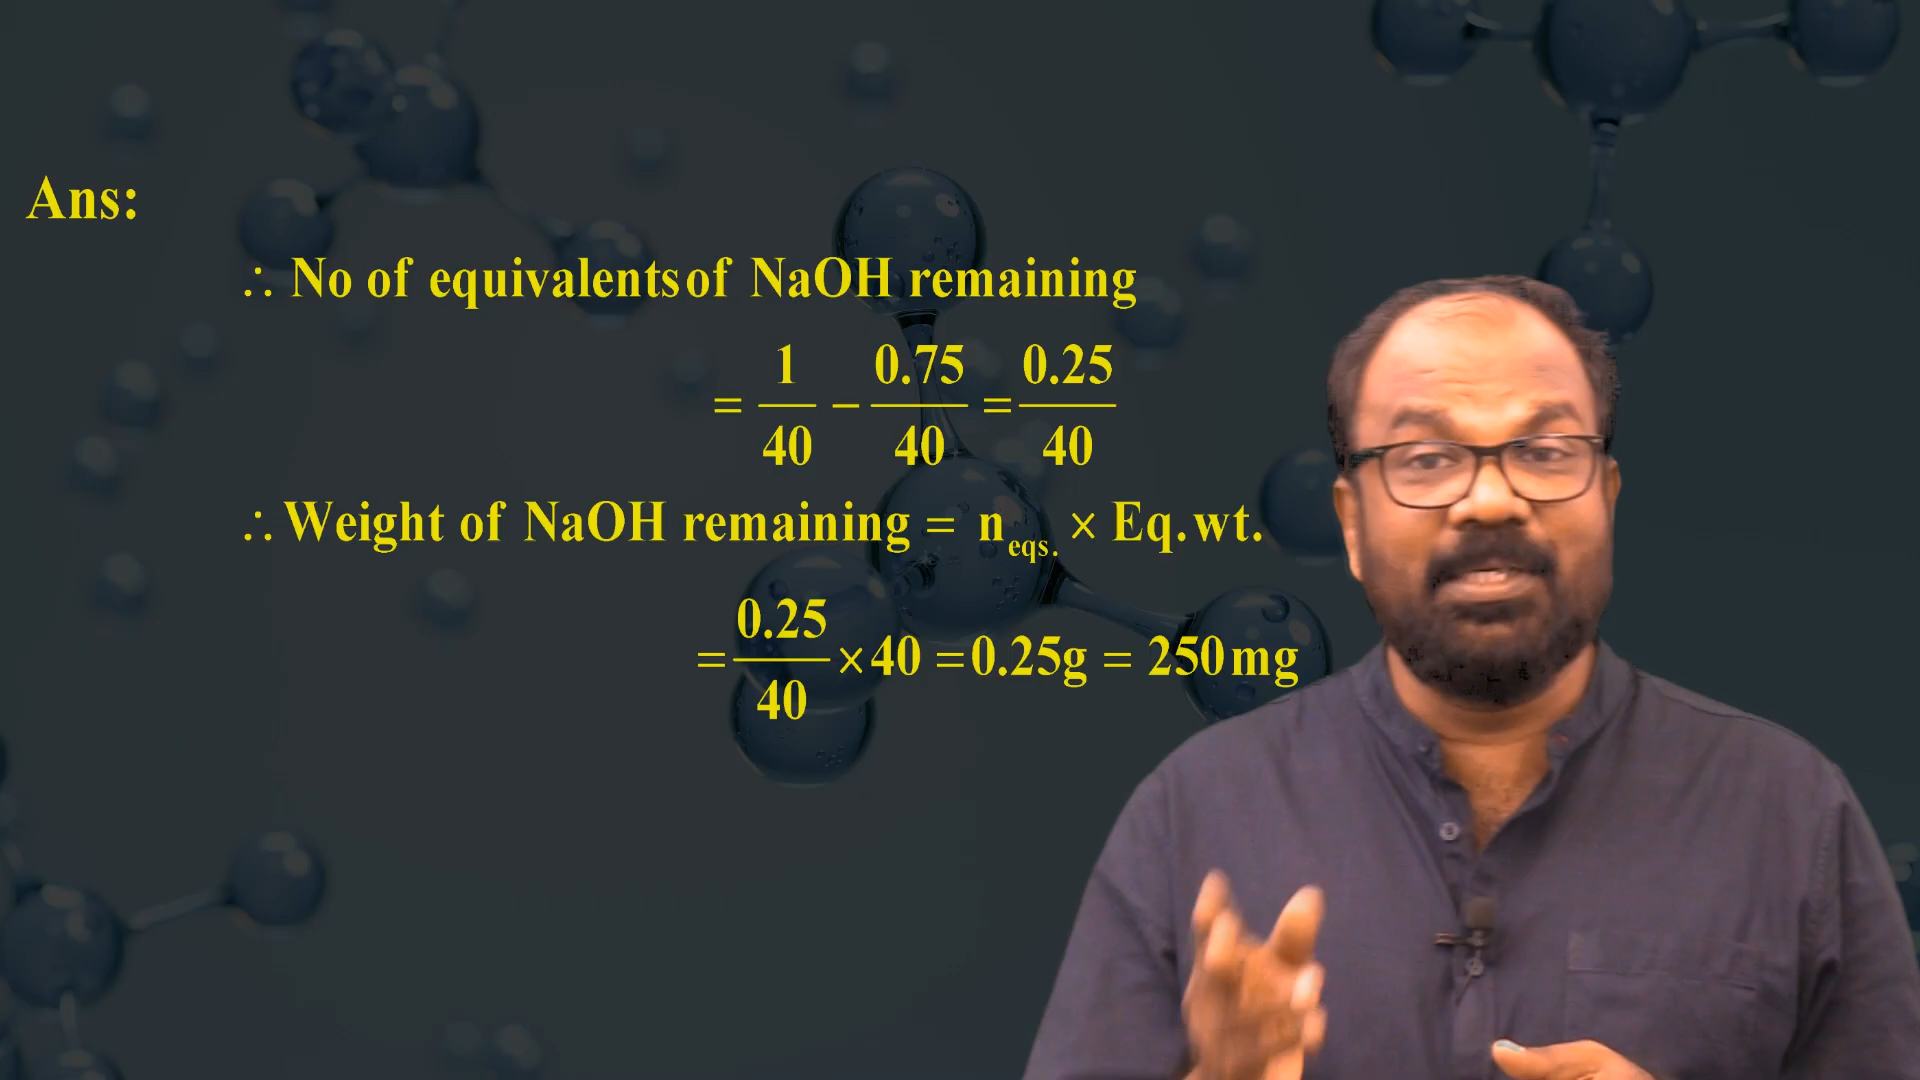 Ans:
∴ No of equivalents of NaOH remaining
= 1/40 − 0.75/40 = 0.25/40
∴ Weight of NaOH remaining = n eqs. × Eq. wt.
= 0.25/40 × 40 = 0.25g = 250 mg